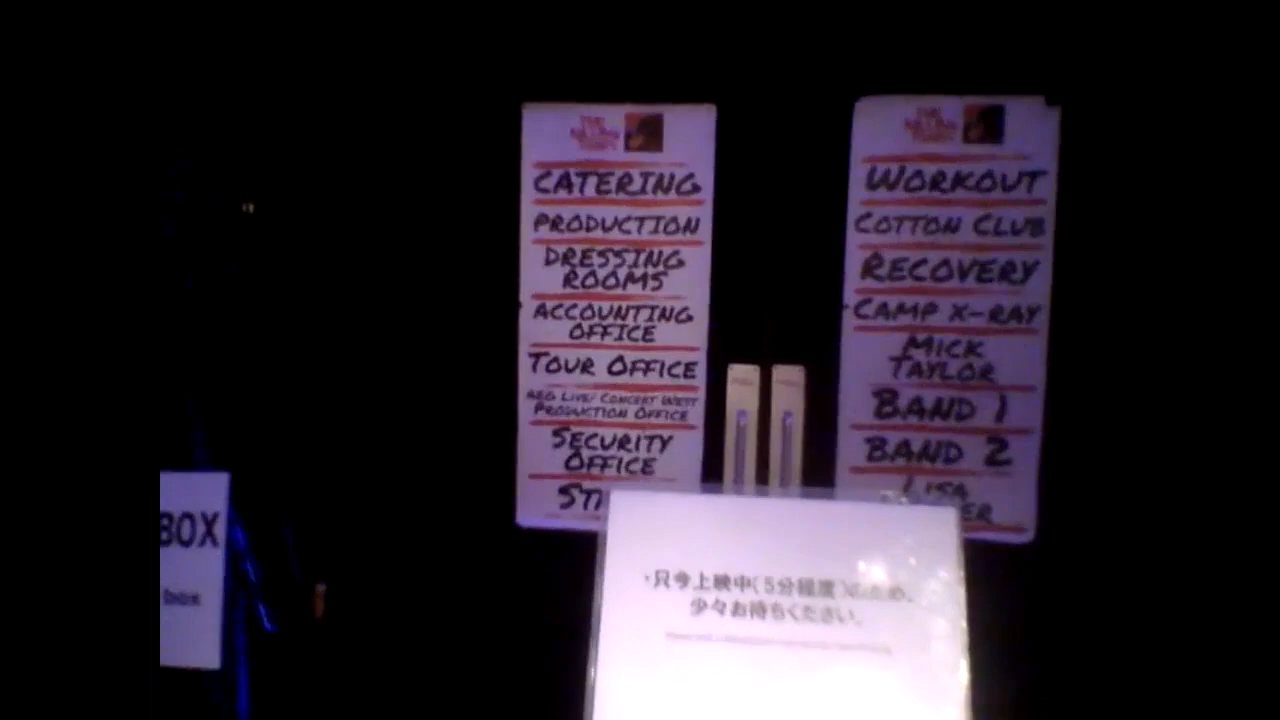 CATERING
PRODUCTION
DRESSING
ROOMS
ACCOUNTING
OFFICE
TOUR OFFICE
AEG LIVE/ CONCERT WEST
PRODUCTION OFFICE
SECURITY
OFFICE
WORKOUT
COTTON CLUB
RECOVERY
CAMP X-RAY
MICK
TAYLOR
BAND 1
BAND 2
LISA
BOX
box
・只今上映中(5分程度)のため、
少々お待ちください。